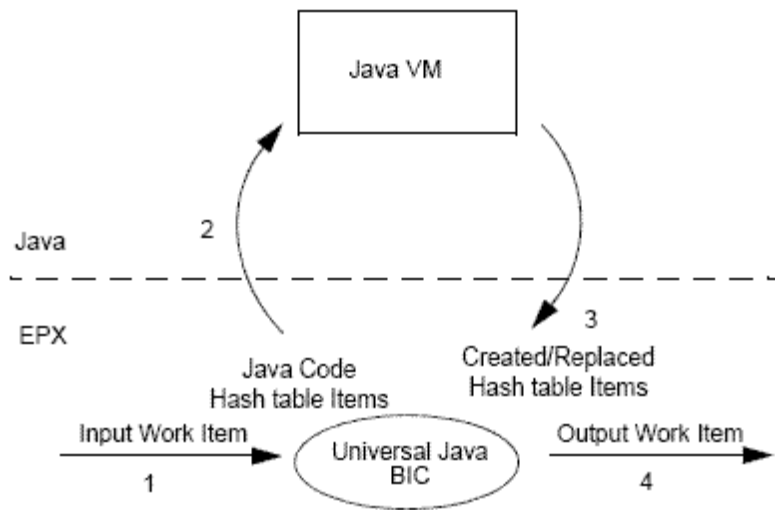 Java VM
2
Java
EPX
3
Created/Replaced
Hash table Items
Java Code
Hash table Items
Input Work Item
1
Universal Java
BIC
Output Work Item
4